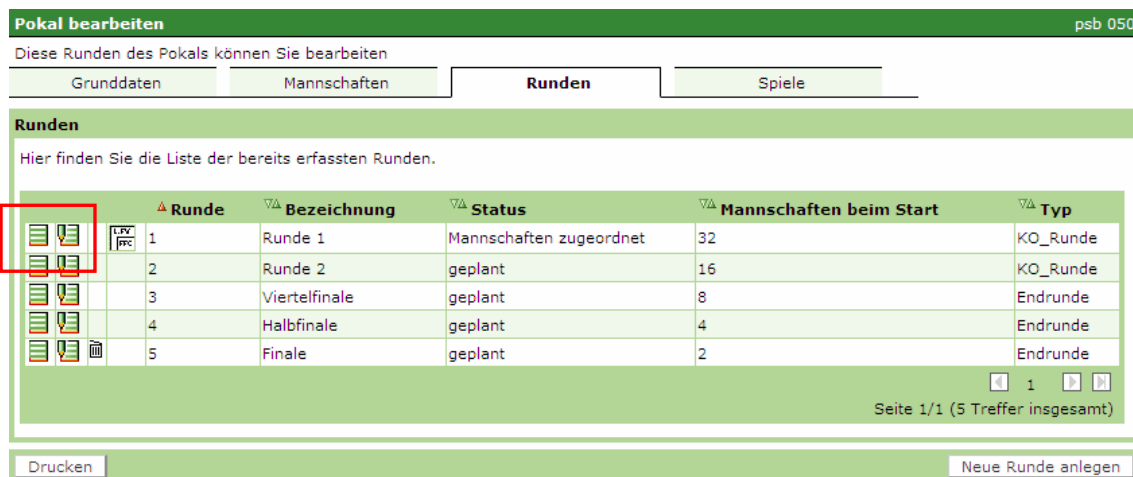 Pokal bearbeiten psb 050
Diese Runden des Pokals können Sie bearbeiten
Grunddaten Mannschaften Runden Spiele
Runden
Hier finden Sie die Liste der bereits erfassten Runden.
Runde Bezeichnung Status Mannschaften beim Start Typ
1 Runde 1 Mannschaften zugeordnet 32 KO_Runde
2 Runde 2 geplant 16 KO_Runde
3 Viertelfinale geplant 8 Endrunde
4 Halbfinale geplant 4 Endrunde
5 Finale geplant 2 Endrunde
1
Seite 1/1 (5 Treffer insgesamt)
Drucken Neue Runde anlegen